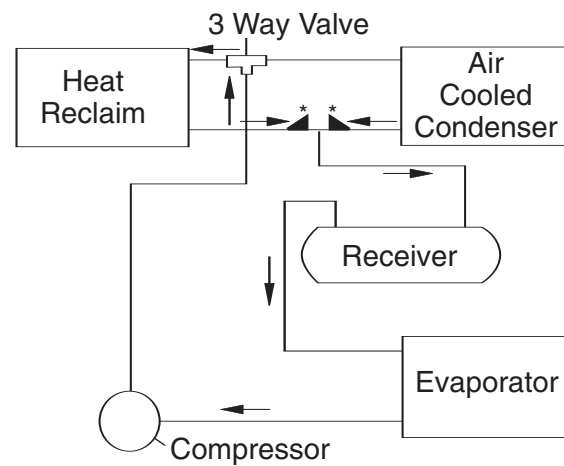 3 Way Valve
Heat
Reclaim
Air
Cooled
Condenser
* *
Receiver
Evaporator
Compressor